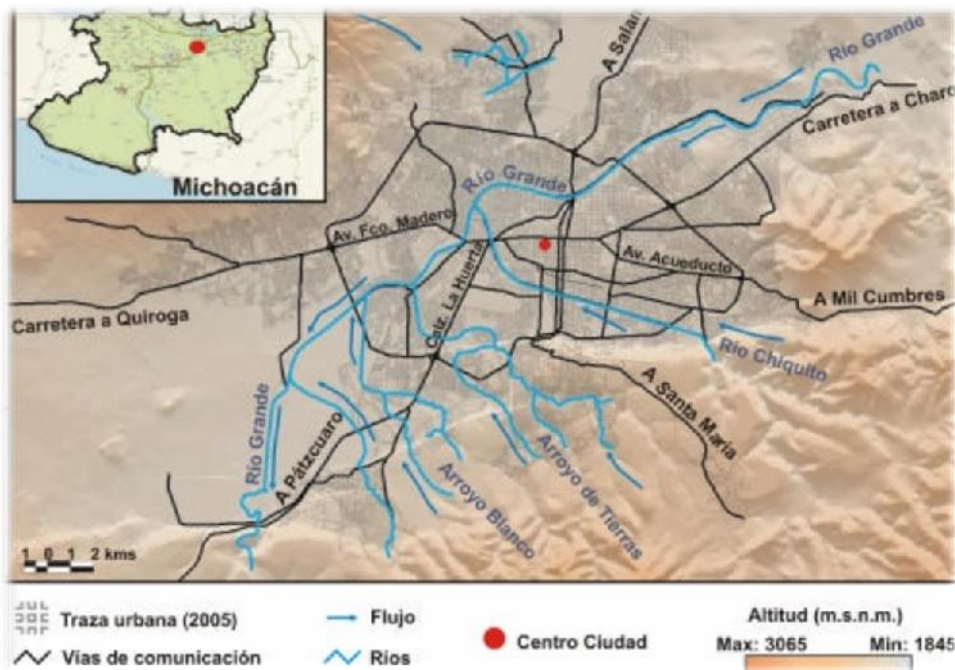 Michoacán
A Salam
Río Grande
Carretera a Charo
Río Grande
Av. Fco. Madero
Calz. La Huerta
Av. Acueducto
A Mil Cumbres
Carretera a Quiroga
Río Chiquito
Río Grande
A Pátzcuaro
A Santa María
Arroyo Blanco
Arroyo de Tierras
1 0 1 2 kms
Traza urbana (2005)
Flujo
Centro Ciudad
Altitud (m.s.n.m.)
Vías de comunicación
Ríos
Max: 3065 Min: 1845